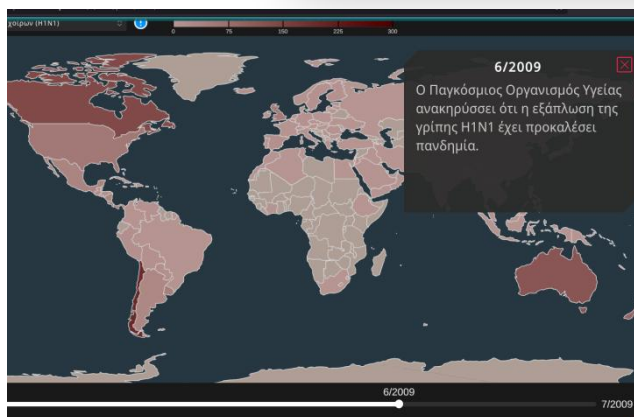 χοίρων (H1N1)
0 75 150 225 300
6/2009
Ο Παγκόσμιος Οργανισμός Υγείας
ανακηρύσσει ότι η εξάπλωση της
γρίπης H1N1 έχει προκαλέσει
πανδημία.
6/2009
7/2009